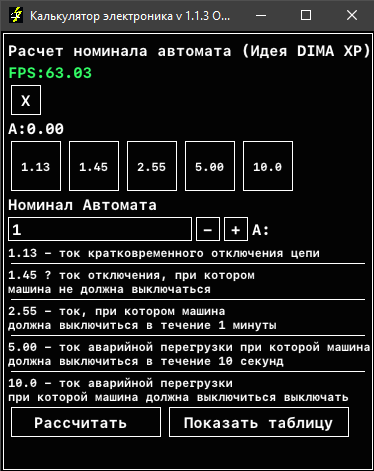 Калькулятор электроника v 1.1.3 O...
Расчет номинала автомата (Идея DIMA XP)
FPS:63.03
X
A:0.00
1.13 1.45 2.55 5.00 10.0
Номинал Автомата
1 - + A:
1.13 - ток кратковременного отключения цепи
1.45 ? ток отключения, при котором
машина не должна выключаться
2.55 - ток, при котором машина
должна выключиться в течение 1 минуты
5.00 - ток аварийной перегрузки при которой машина
должна выключиться в течение 10 секунд
10.0 - ток аварийной перегрузки
при которой машина должна выключиться выключать
Рассчитать Показать таблицу